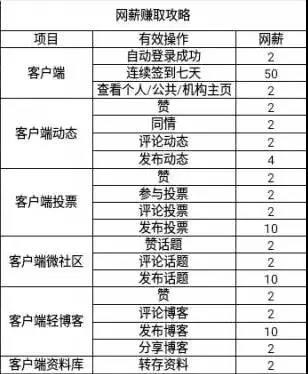 网薪赚取攻略
项目 有效操作 网薪
客户端 自动登录成功 2
连续签到七天 50
查看个人/公共/机构主页 2
客户端动态 赞 2
同情 2
评论动态 2
发布动态 4
客户端投票 赞 2
参与投票 2
评论投票 2
发布投票 10
客户端微社区 赞话题 2
评论话题 2
发布话题 10
客户端轻博客 赞 2
评论博客 2
发布博客 10
分享博客 2
客户端资料库 转存资料 2